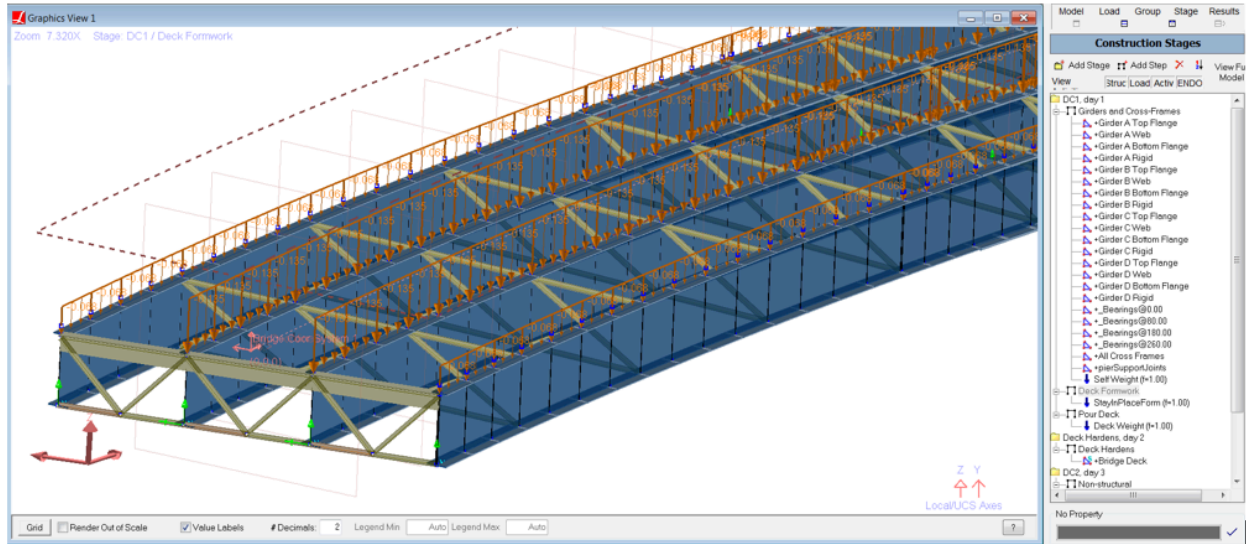 Graphics View 1
Zoom 7.320X Stage: DC1 / Deck Formwork
-0.068
-0.135
Bridge Coor System
Z Y
Local/UCS Axes
Grid Render Out of Scale Value Labels # Decimals: 2 Legend Min Auto Legend Max Auto ?
Model Load Group Stage Results
Construction Stages
Add Stage Add Step View Fu
Model
View Struc Load Activ ENDO
DC1, day 1
Girders and Cross-Frames
+Girder A Top Flange
+Girder A Web
+Girder A Bottom Flange
+Girder A Rigid
+Girder B Top Flange
+Girder B Web
+Girder B Bottom Flange
+Girder B Rigid
+Girder C Top Flange
+Girder C Web
+Girder C Bottom Flange
+Girder C Rigid
+Girder D Top Flange
+Girder D Web
+Girder D Bottom Flange
+Girder D Rigid
+_Bearings@0.00
+_Bearings@80.00
+_Bearings@180.00
+_Bearings@260.00
+All Cross Frames
+pierSupportJoints
Self Weight (f=1.00)
Deck Formwork
StayInPlaceForm (f=1.00)
Pour Deck
Deck Weight (f=1.00)
Deck Hardens, day 2
Deck Hardens
+Bridge Deck
DC2, day 3
Non-structural
No Property